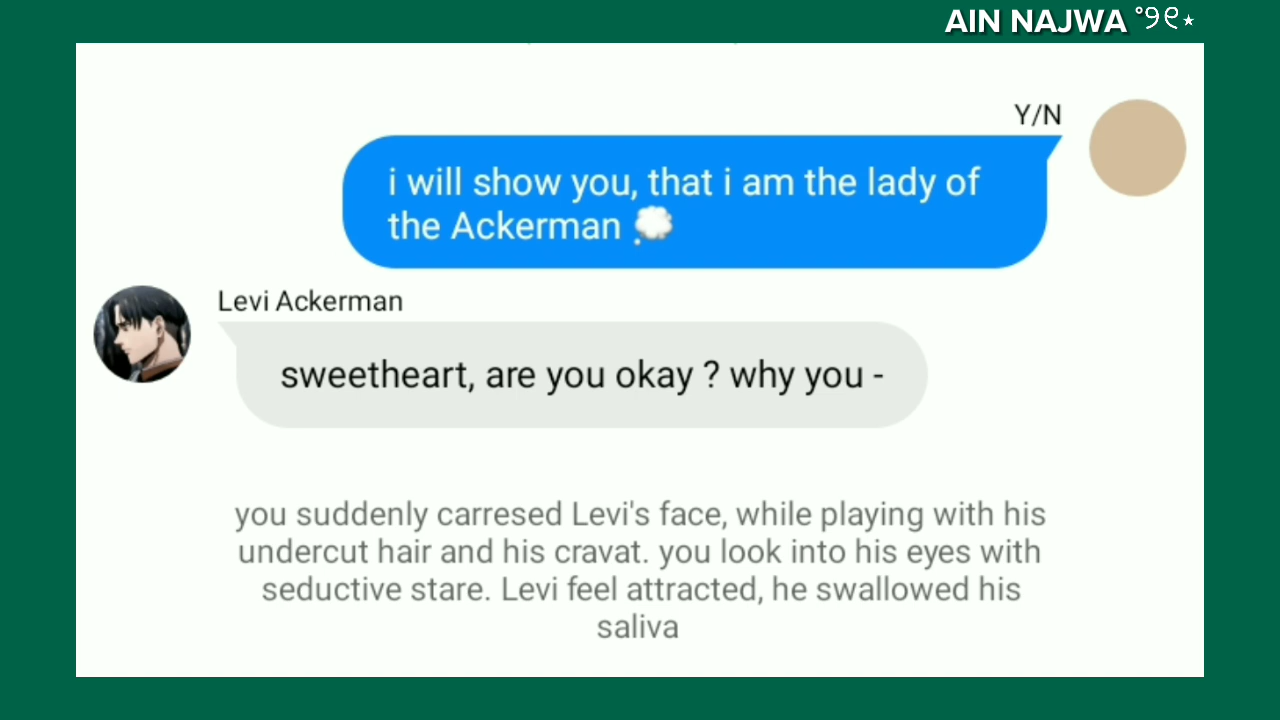 AIN NAJWA °୨୧⋆
Y/N
i will show you, that i am the lady of
the Ackerman 💭
Levi Ackerman
sweetheart, are you okay ? why you -
you suddenly carresed Levi's face, while playing with his
undercut hair and his cravat. you look into his eyes with
seductive stare. Levi feel attracted, he swallowed his
saliva